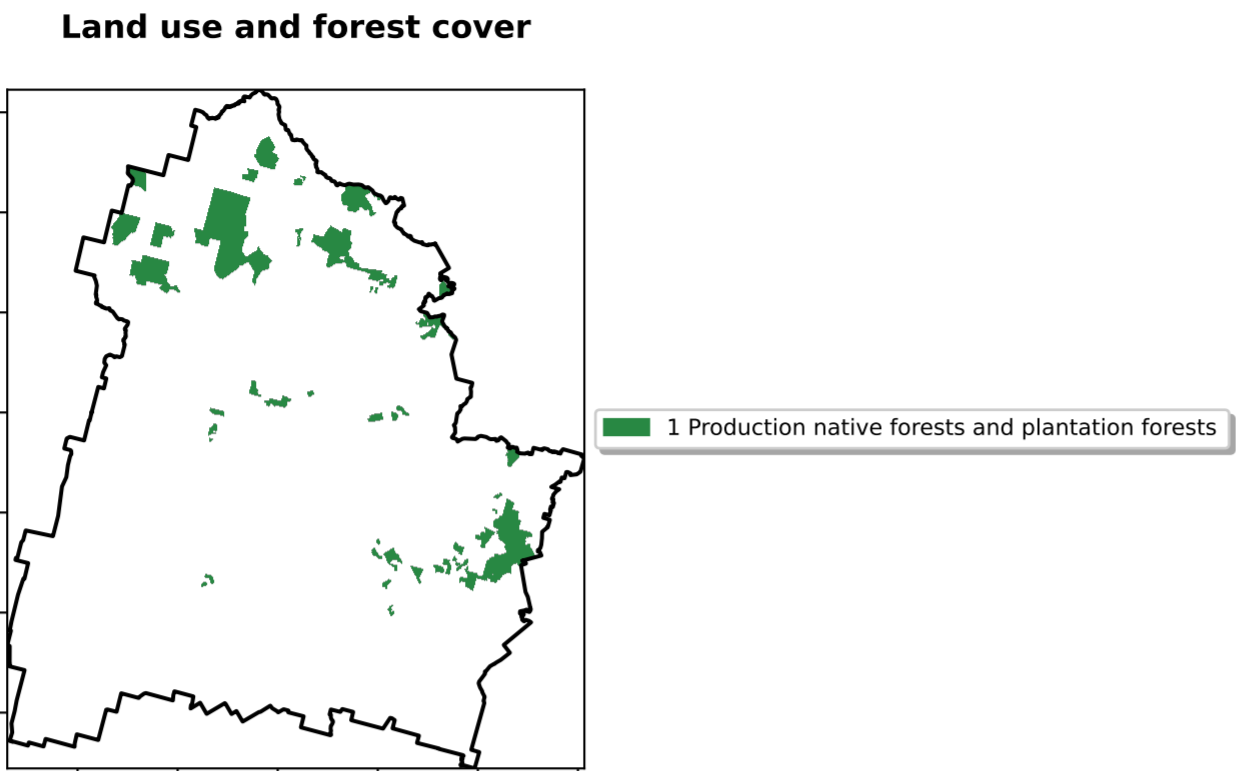 Land use and forest cover
1 Production native forests and plantation forests